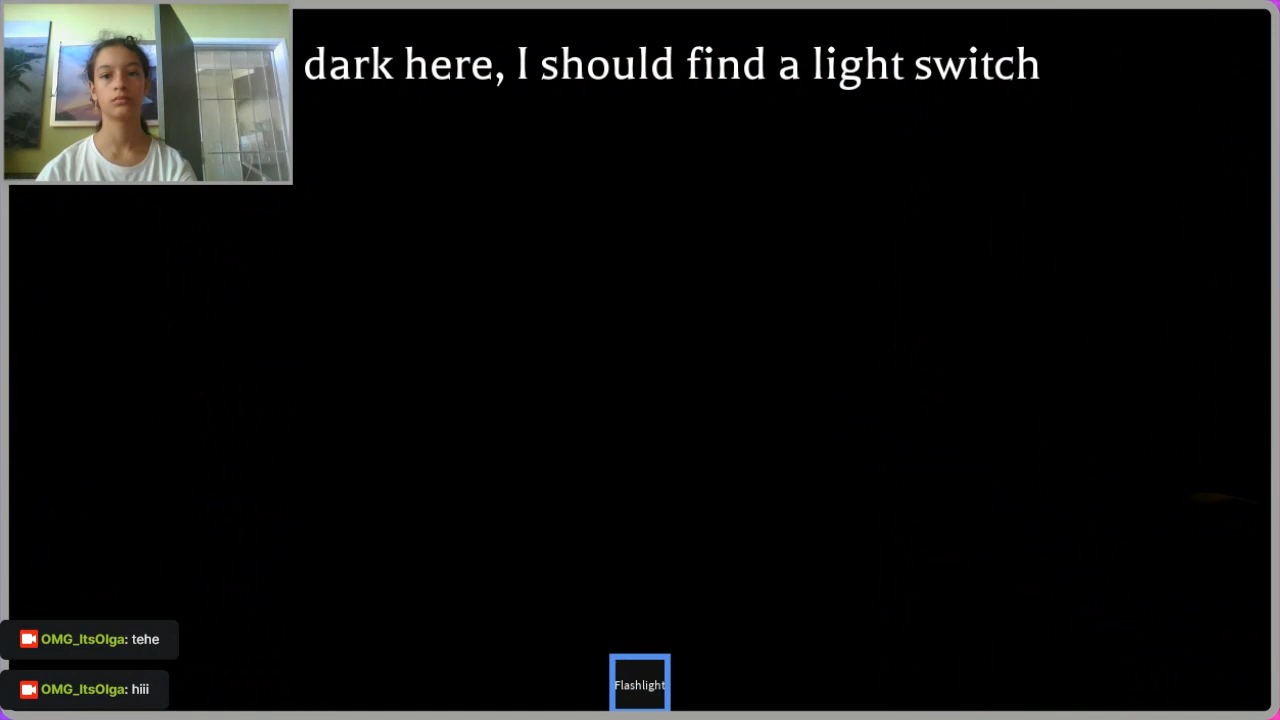 dark here, I should find a light switch
OMG_ItsOlga: tehe
OMG_ItsOlga: hiii
Flashlight